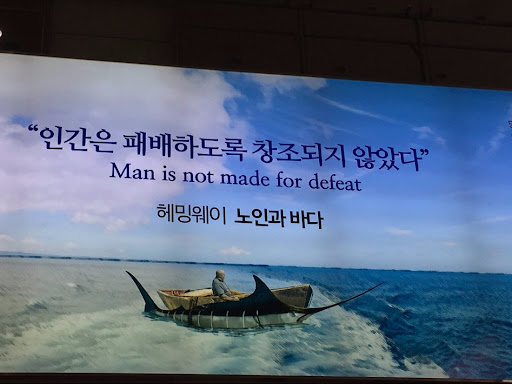 “인간은 패배하도록 창조되지 않았다”
Man is not made for defeat
헤밍웨이 노인과 바다